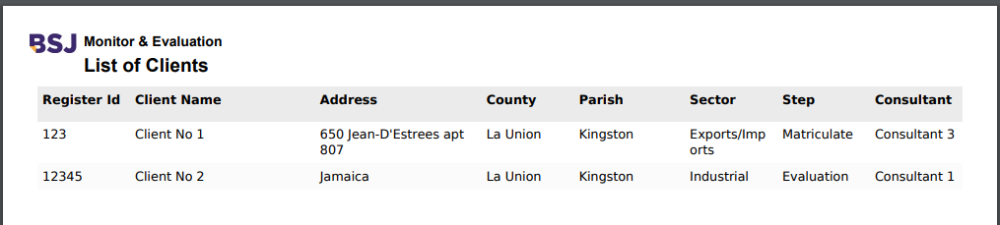 BSJ Monitor & Evaluation
List of Clients
Register Id Client Name Address County Parish Sector Step Consultant
123 Client No 1 650 Jean-D'Estrees apt La Union Kingston Exports/Imp Matriculate Consultant 3
807 orts
12345 Client No 2 Jamaica La Union Kingston Industrial Evaluation Consultant 1